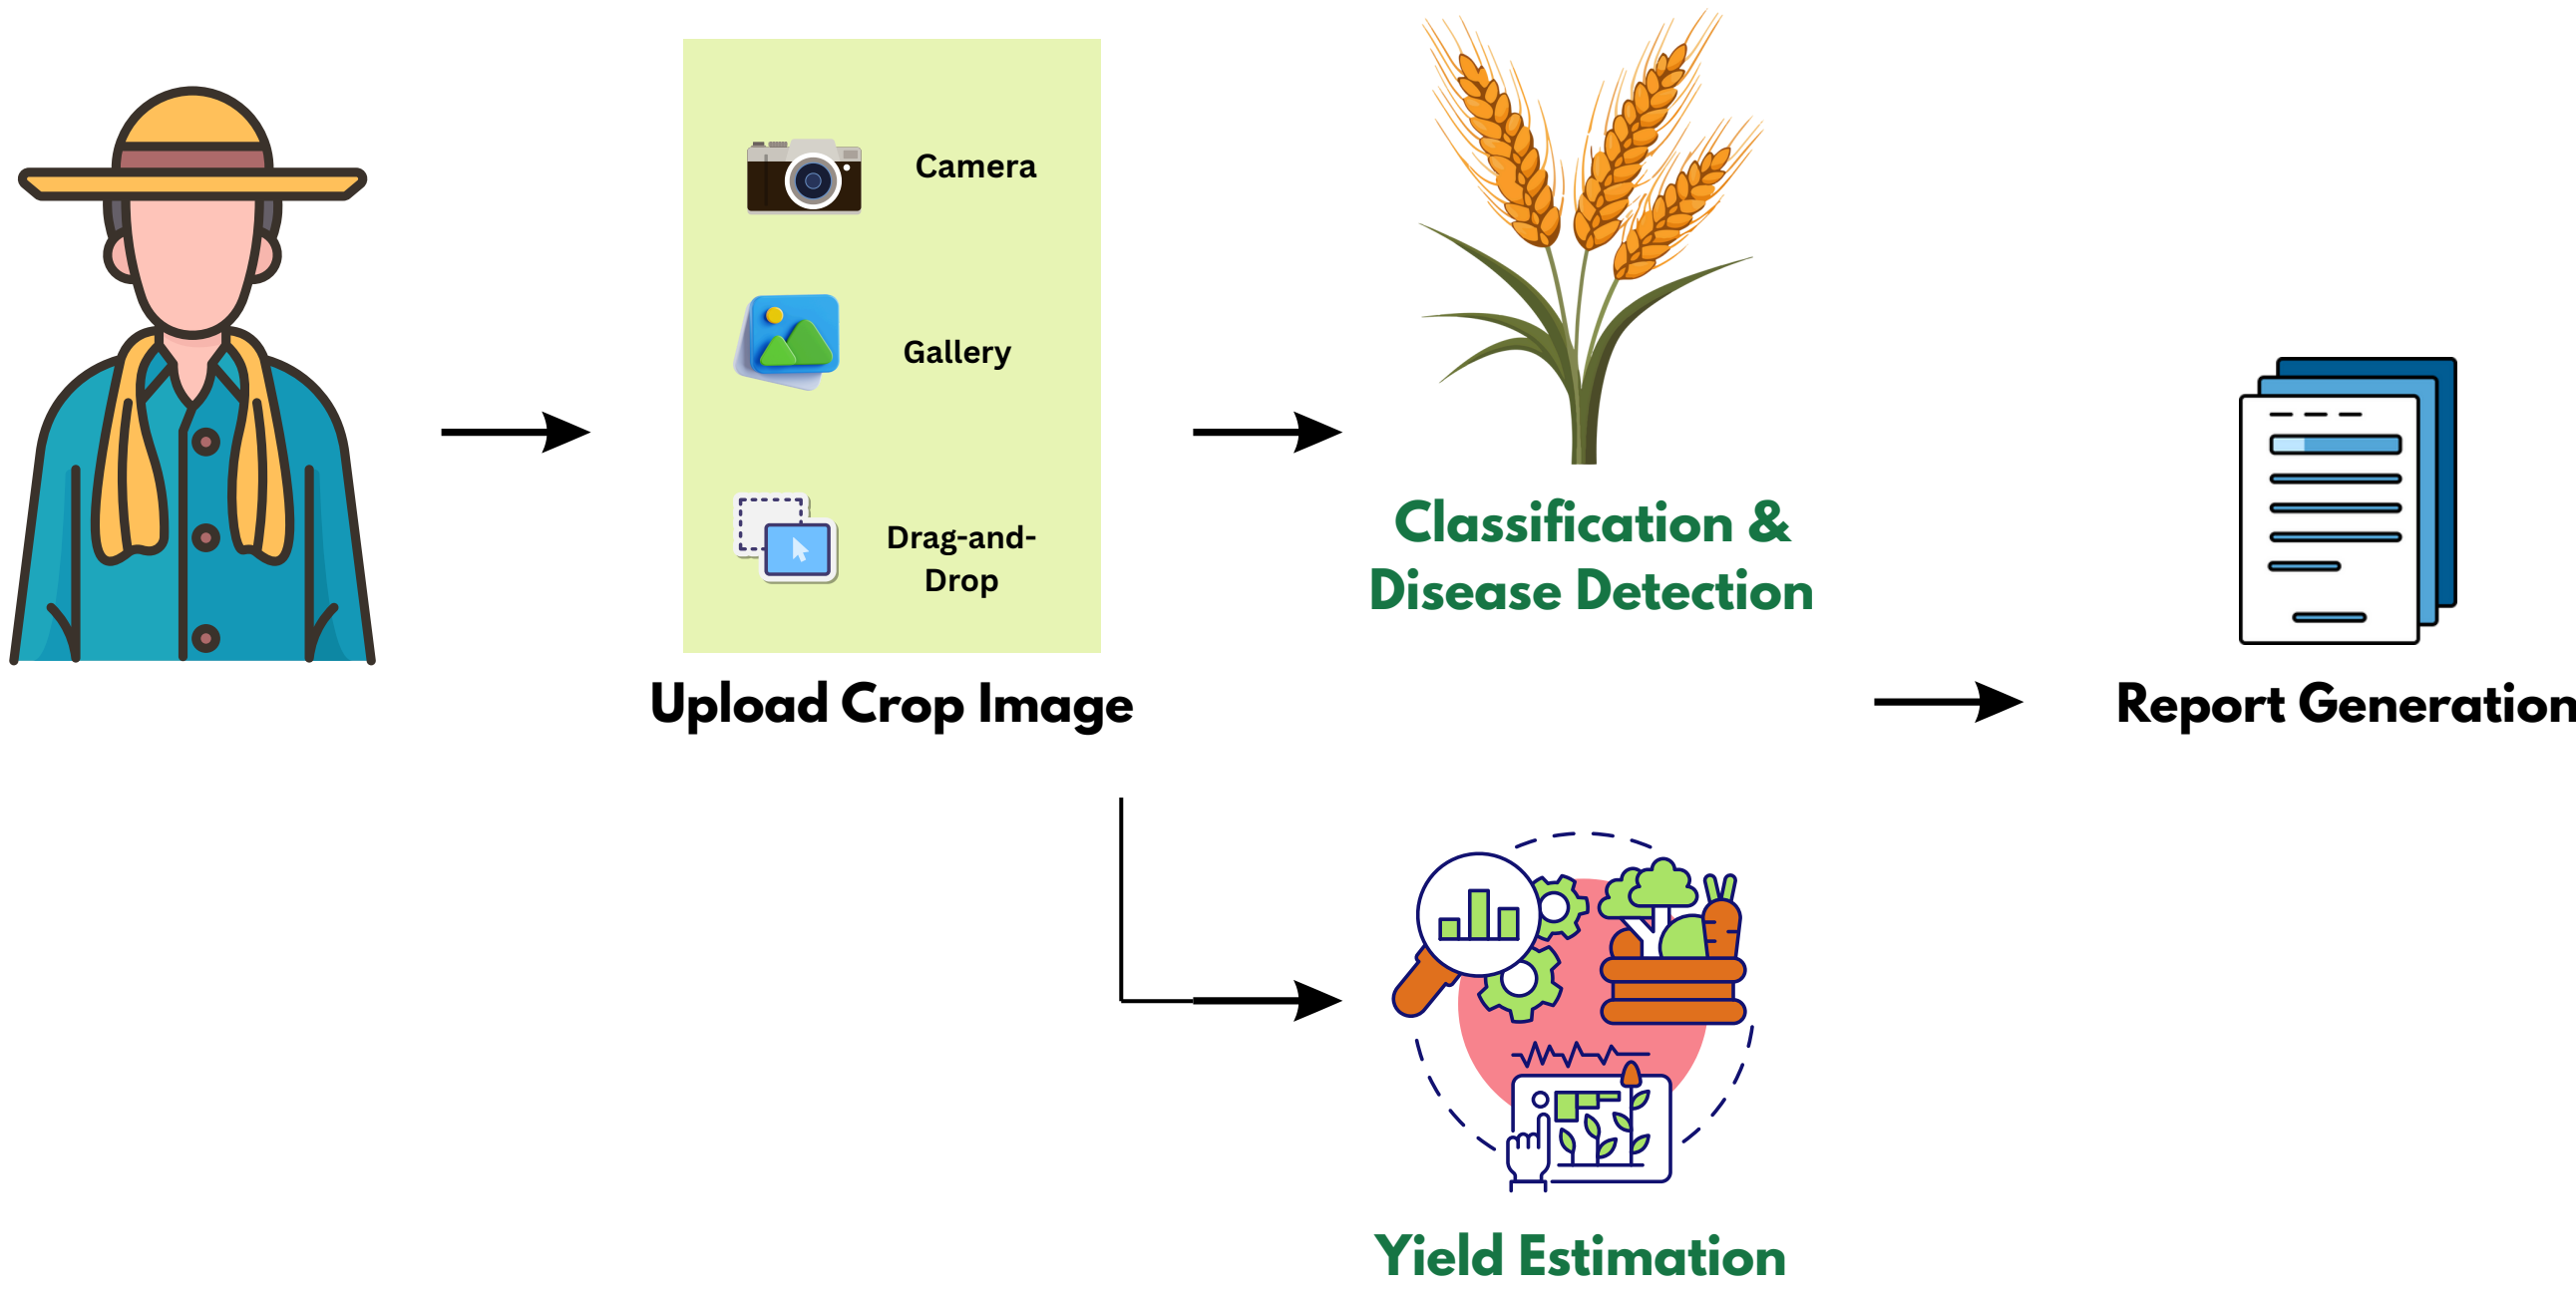 Camera
Gallery
Drag-and-
Drop
Upload Crop Image
Classification &
Disease Detection
Yield Estimation
Report Generation